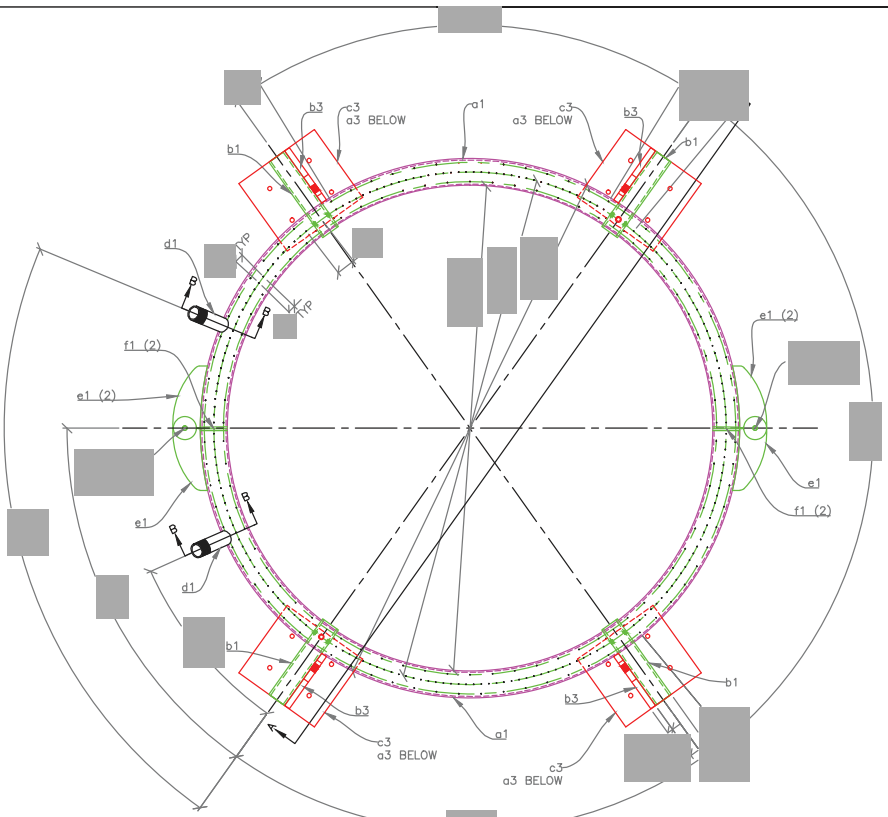 a1
b3
c3
a3 BELOW
c3
a3 BELOW
b3
b1
b1
TYP
d1
B
B
TYP
f1 (2)
e1 (2)
e1 (2)
e1
f1 (2)
e1
B
B
d1
b1
b1
b3
b3
A
a1
c3
a3 BELOW
c3
a3 BELOW